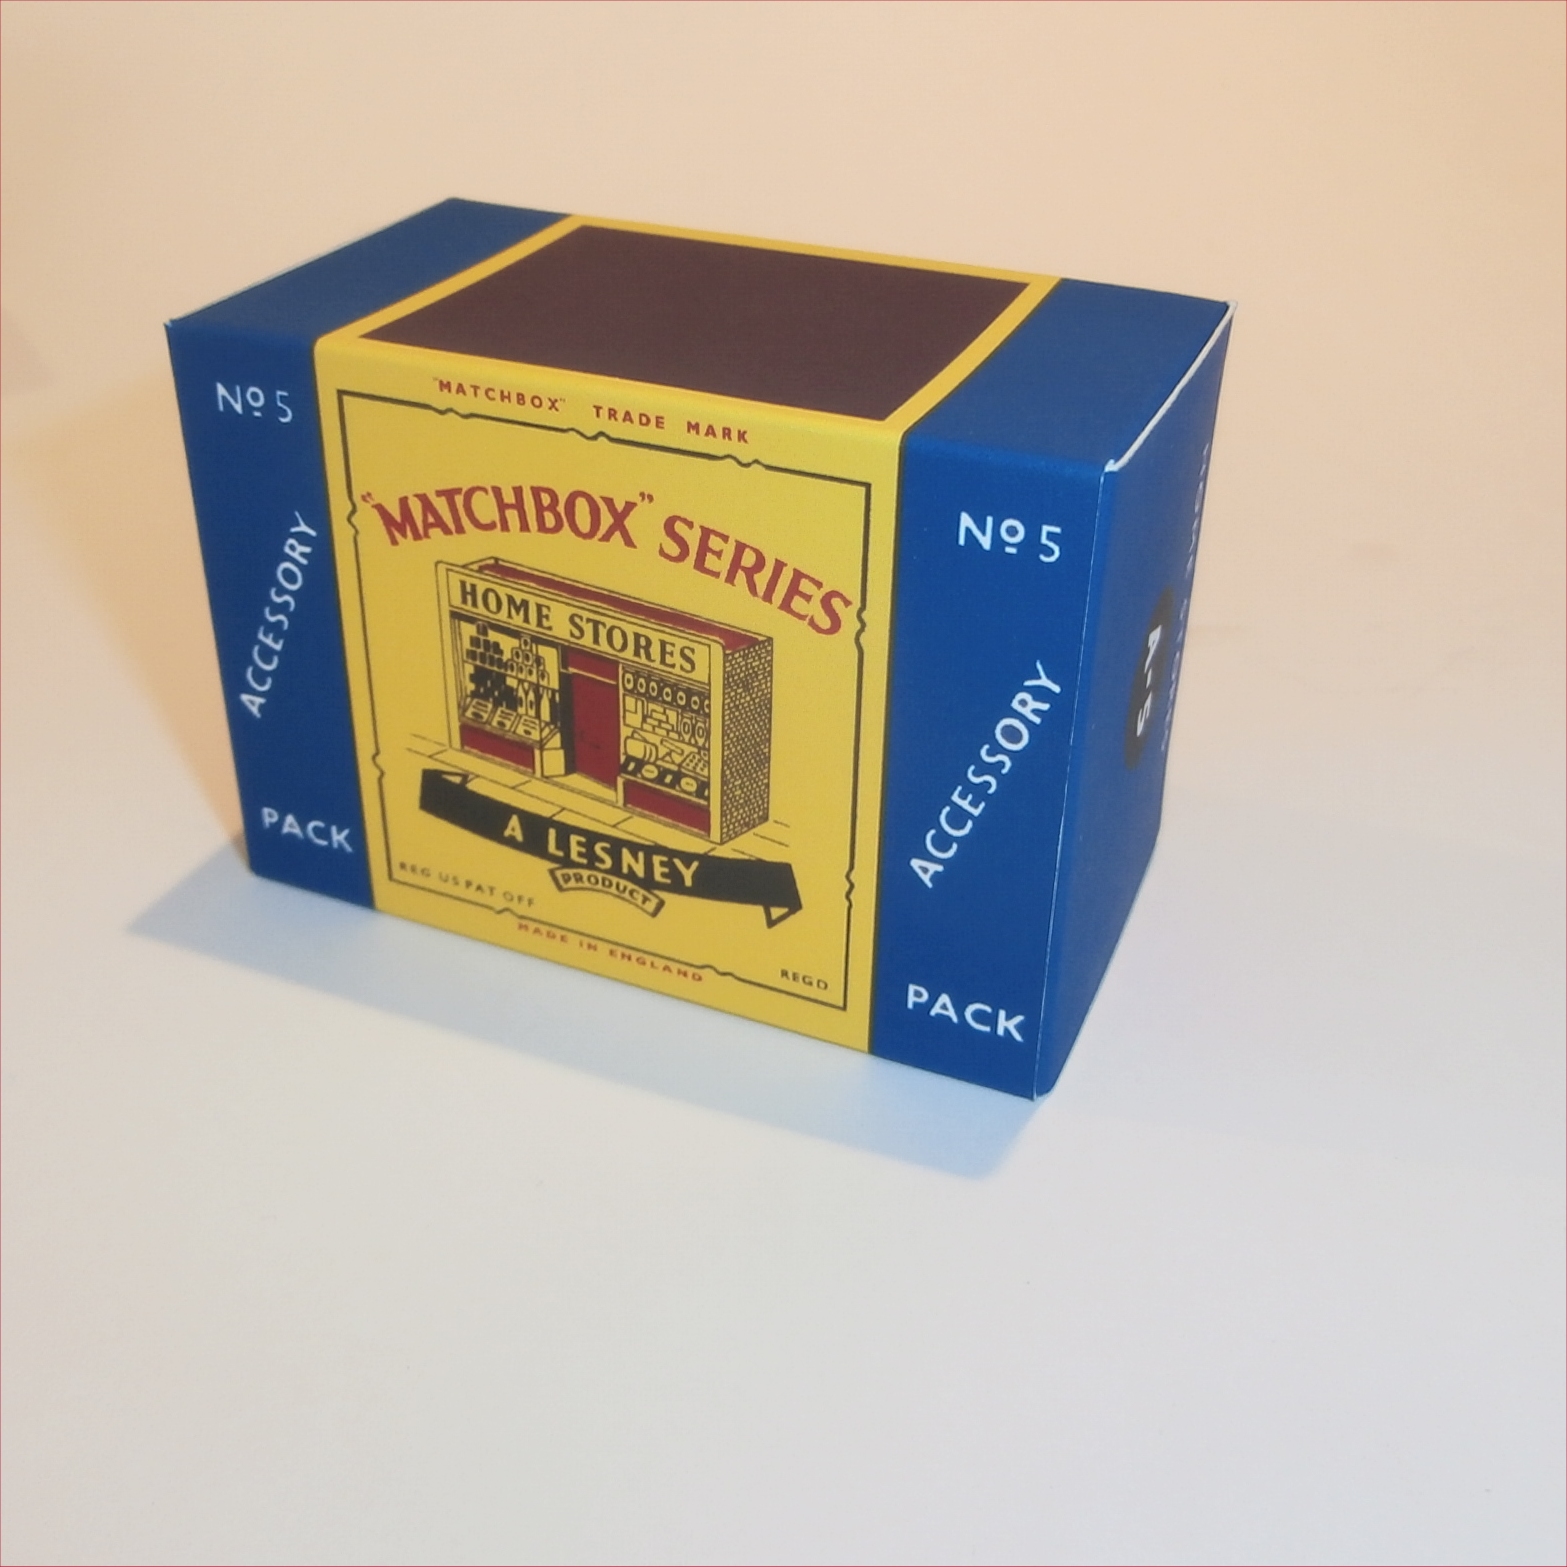 No 5
ACCESSORY
PACK
"MATCHBOX" TRADE MARK
"MATCHBOX" SERIES
HOME STORES
A LESNEY
PRODUCT
REG US PAT OFF
REGD
MADE IN ENGLAND
No 5
ACCESSORY
PACK
A-5